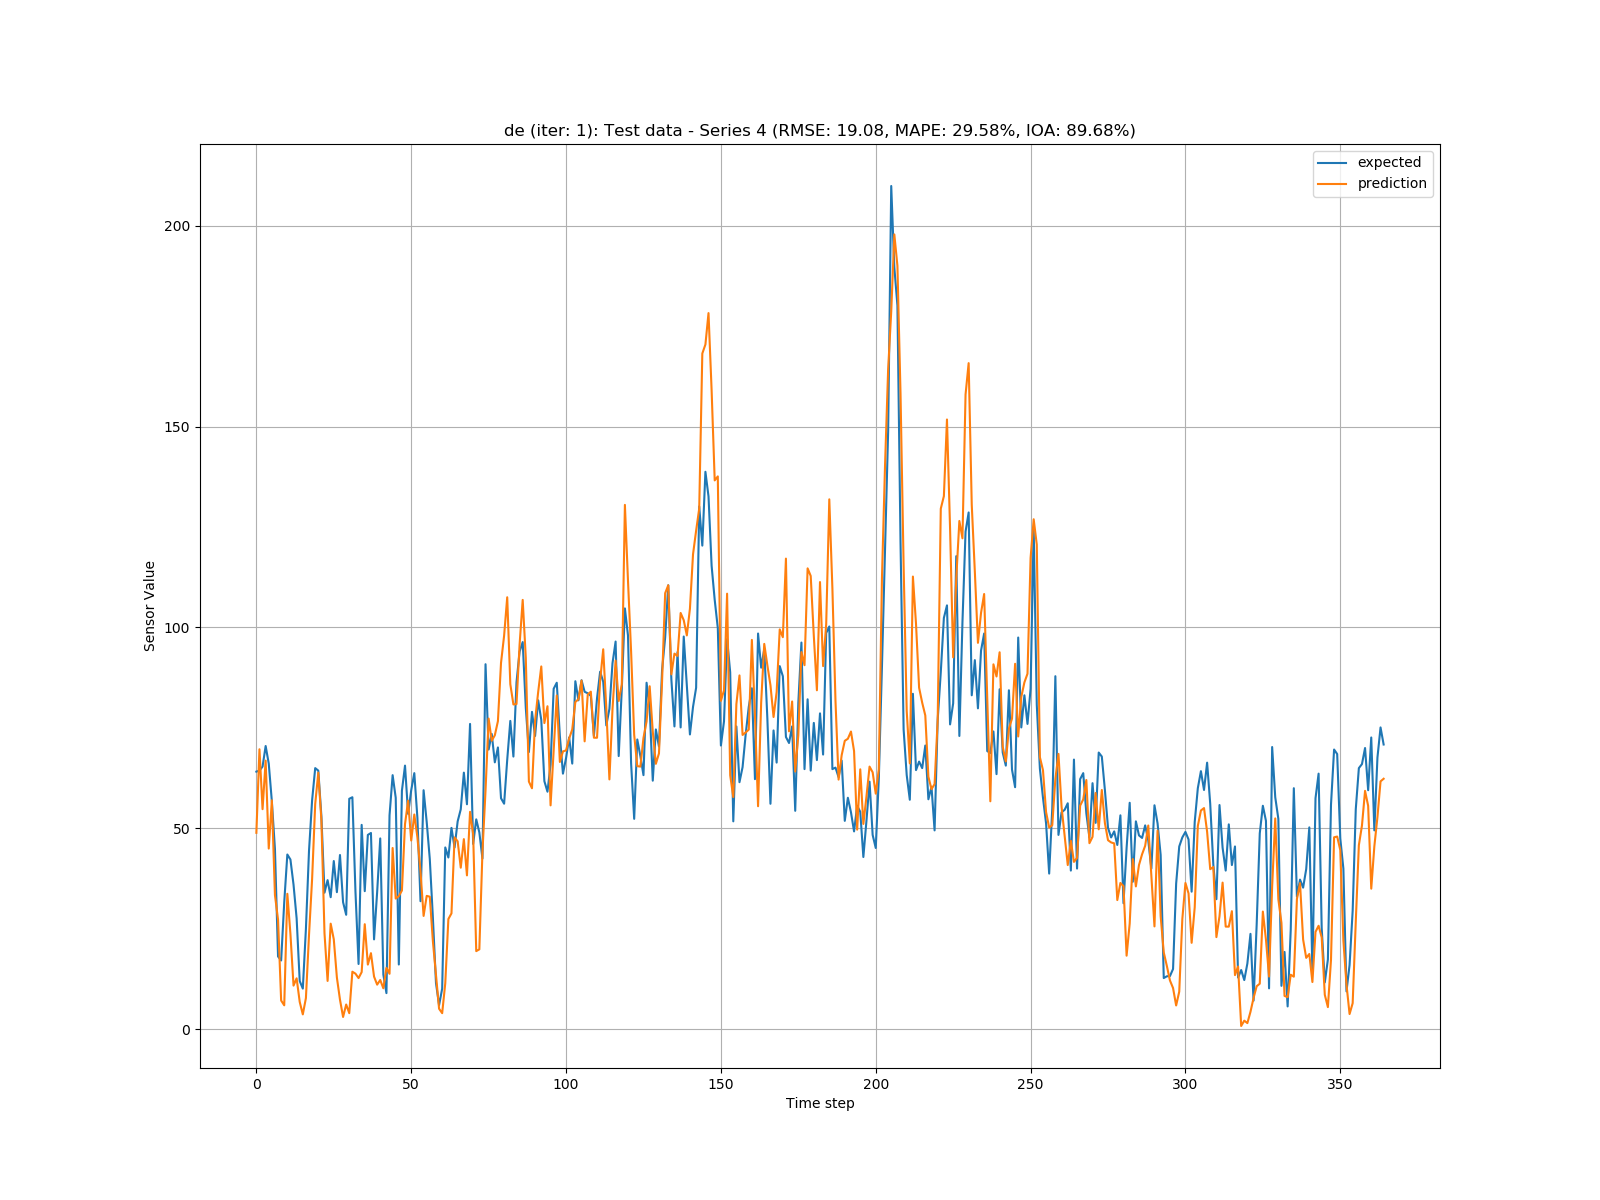 de (iter: 1): Test data - Series 4 (RMSE: 19.08, MAPE: 29.58%, IOA: 89.68%)
expected
prediction
200
150
100
50
0
Sensor Value
0 50 100 150 200 250 300 350
Time step